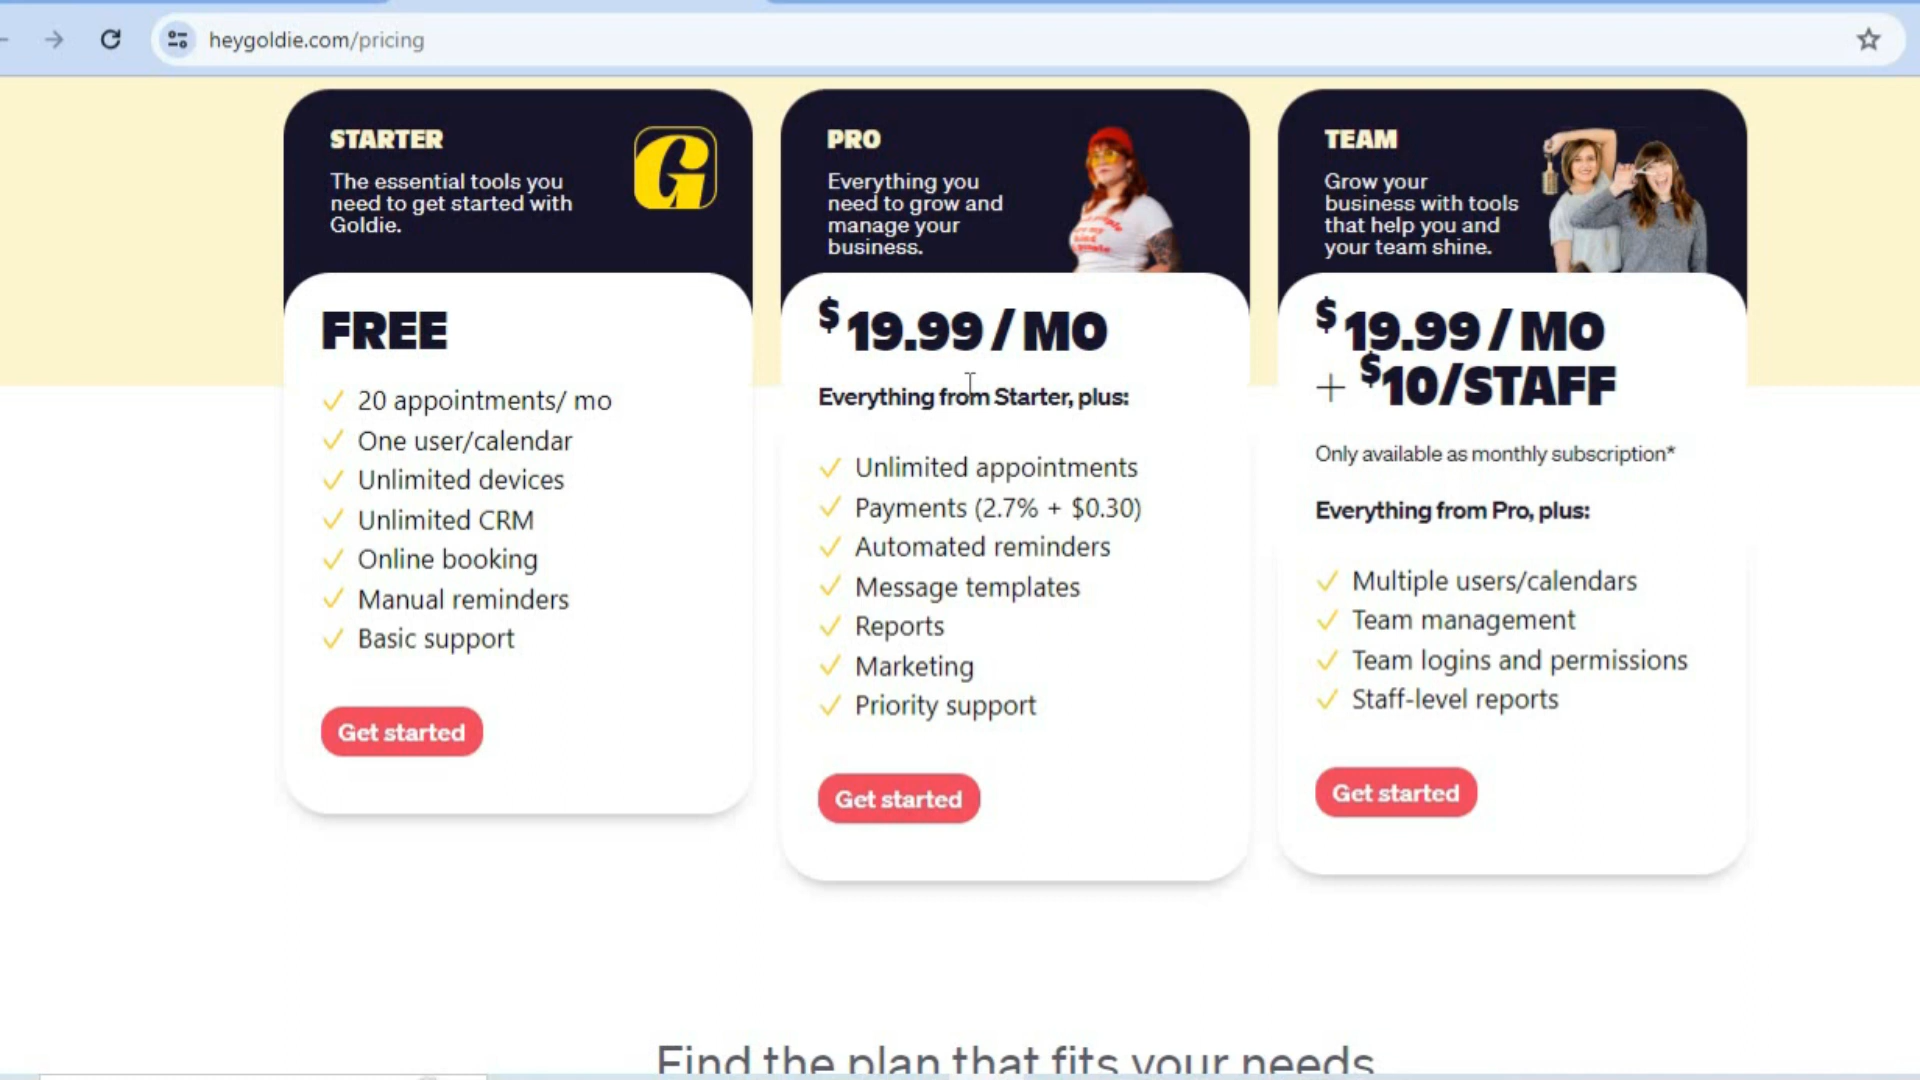 heygoldie.com/pricing
STARTER
The essential tools you
need to get started with
Goldie.
G
FREE
20 appointments/ mo
One user/calendar
Unlimited devices
Unlimited CRM
Online booking
Manual reminders
Basic support
Get started
PRO
Everything you
need to grow and
manage your
business.
$19.99/MO
Everything from Starter, plus:
Unlimited appointments
Payments (2.7% + $0.30)
Automated reminders
Message templates
Reports
Marketing
Priority support
Get started
TEAM
Grow your
business with tools
that help you and
your team shine.
$19.99/MO
+ $10/STAFF
Only available as monthly subscription*
Everything from Pro, plus:
Multiple users/calendars
Team management
Team logins and permissions
Staff-level reports
Get started
Find the plan that fits your needs